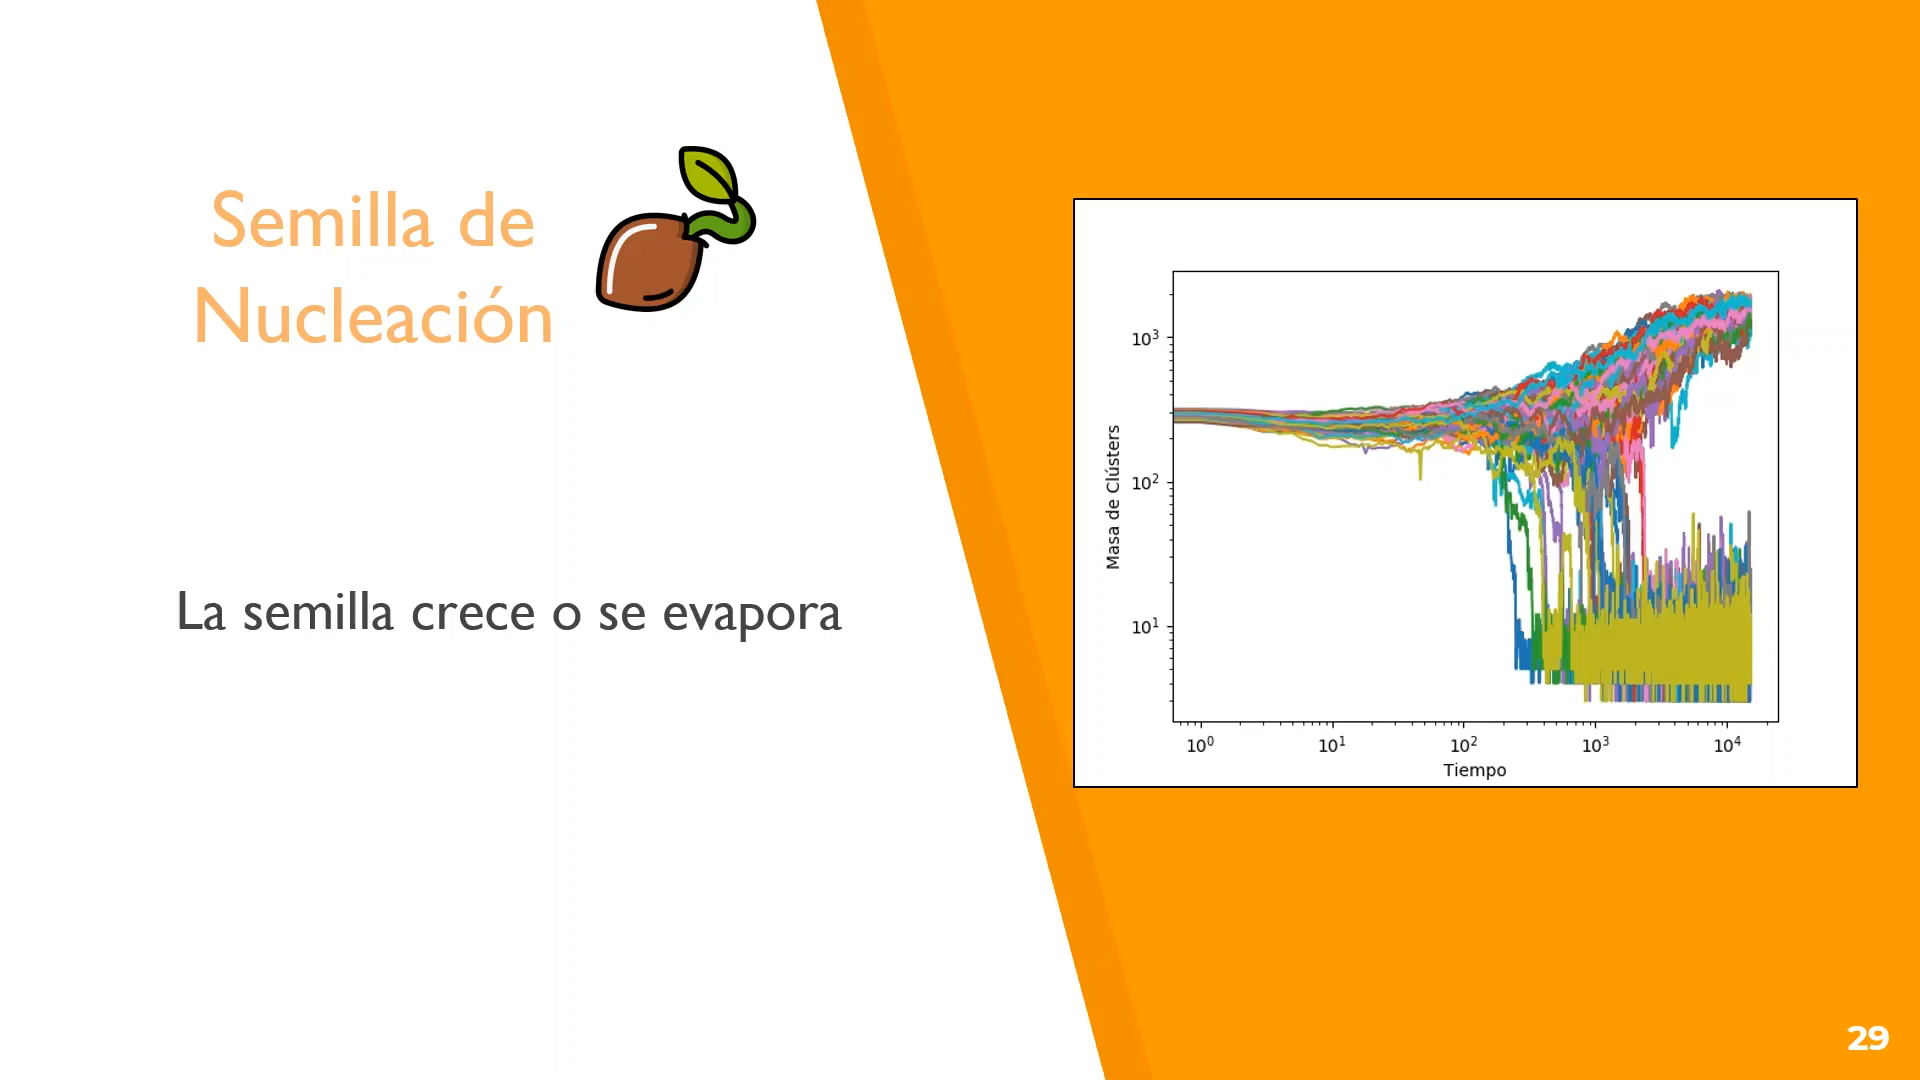 Semilla de
Nucleación
La semilla crece o se evapora
Masa de Clústers
10³
10²
10¹
10⁰ 10¹ 10² 10³ 10⁴
Tiempo
29